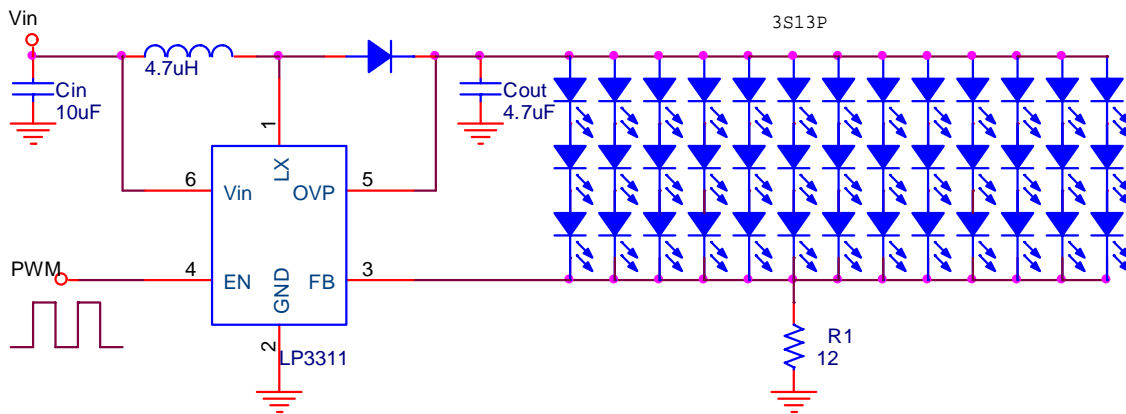 Vin
3S13P
4.7uH
Cin
10uF
Cout
4.7uF
1
LX
6
Vin
OVP
5
PWM
4
EN
GND
FB
3
2
LP3311
R1
12